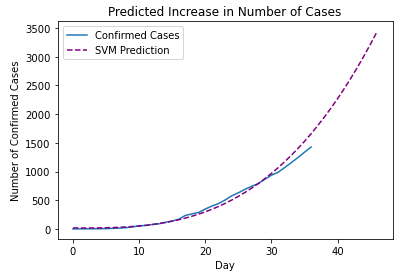 Predicted Increase in Number of Cases
Confirmed Cases
SVM Prediction
Number of Confirmed Cases
3500
3000
2500
2000
1500
1000
500
0
0 10 20 30 40
Day